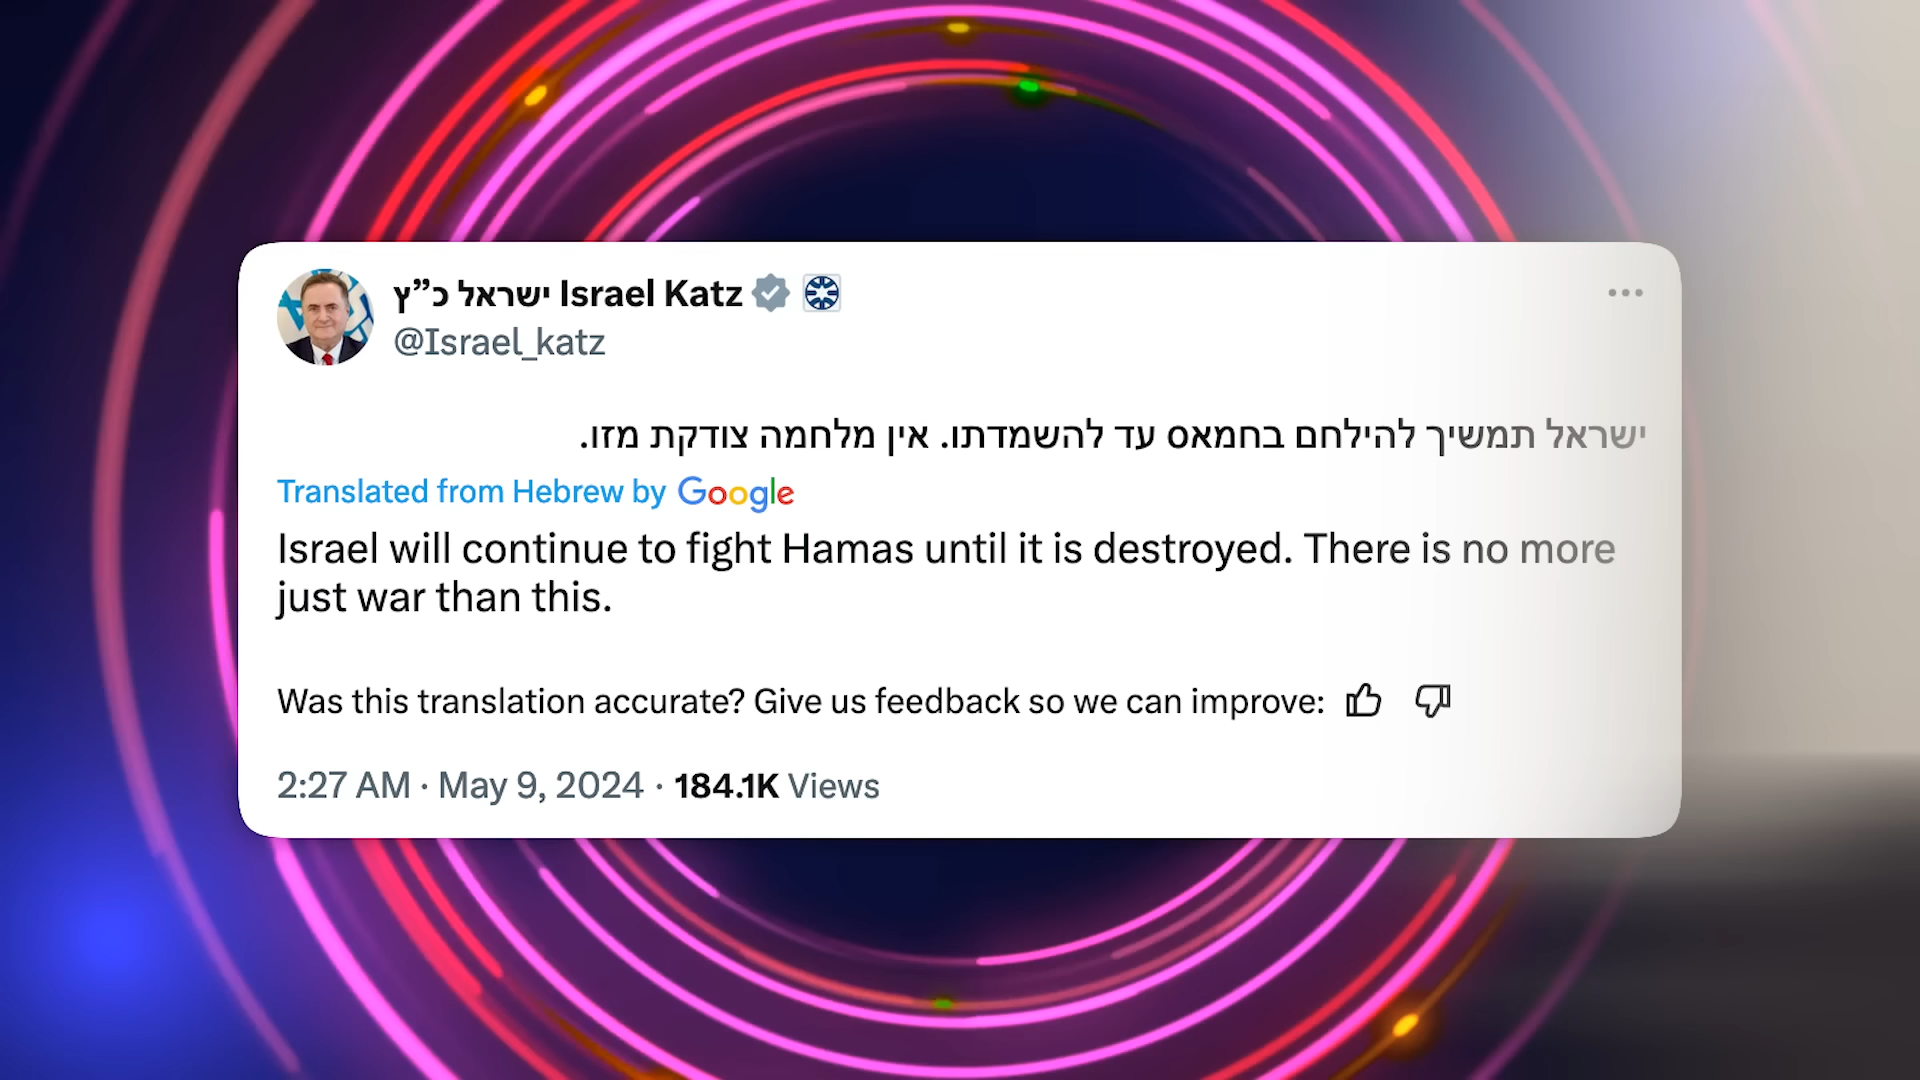 ישראל כ”ץ Israel Katz
@Israel_katz
ישראל תמשיך להילחם בחמאס עד להשמדתו. אין מלחמה צודקת מזו.
Translated from Hebrew by Google
Israel will continue to fight Hamas until it is destroyed. There is no more
just war than this.
Was this translation accurate? Give us feedback so we can improve:
2:27 AM · May 9, 2024 · 184.1K Views